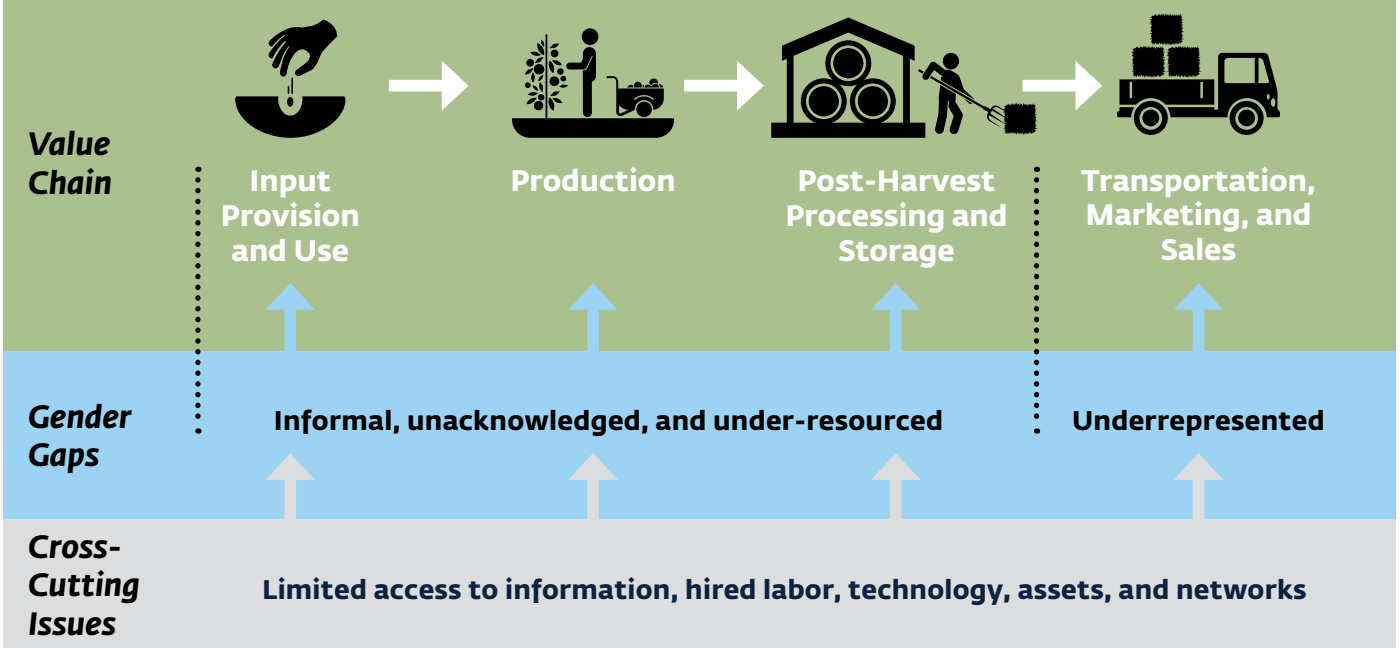 Value
Chain
Input
Provision
and Use
Production
Post-Harvest
Processing and
Storage
Transportation,
Marketing, and
Sales
Gender
Gaps
Informal, unacknowledged, and under-resourced
Underrepresented
Cross-
Cutting
Issues
Limited access to information, hired labor, technology, assets, and networks